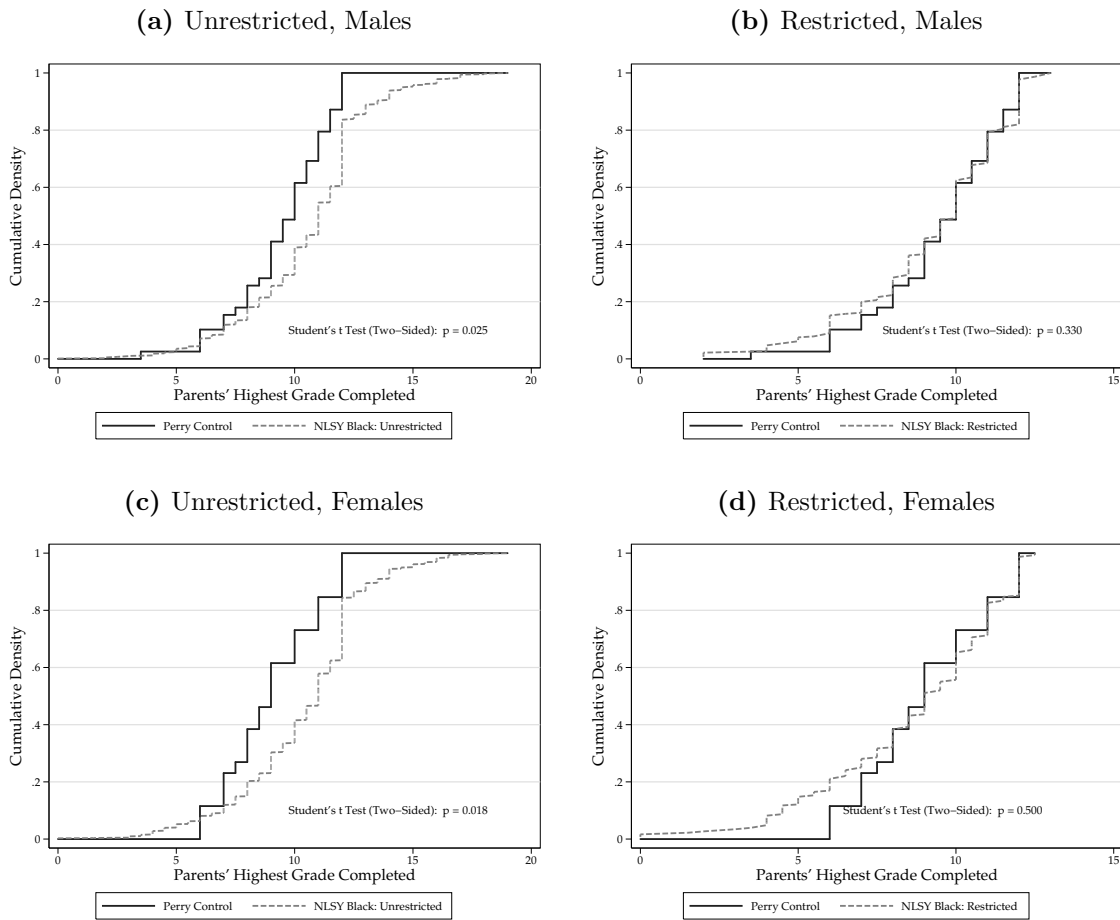 (a) Unrestricted, Males
Cumulative Density
1
.8
.6
.4
.2
0
Student's t Test (Two−Sided): p = 0.025
0 5 10 15 20
Parents' Highest Grade Completed
Perry Control NLSY Black: Unrestricted
(b) Restricted, Males
Cumulative Density
1
.8
.6
.4
.2
0
Student's t Test (Two−Sided): p = 0.330
0 5 10 15
Parents' Highest Grade Completed
Perry Control NLSY Black: Restricted
(c) Unrestricted, Females
Cumulative Density
1
.8
.6
.4
.2
0
Student's t Test (Two−Sided): p = 0.018
0 5 10 15 20
Parents' Highest Grade Completed
Perry Control NLSY Black: Unrestricted
(d) Restricted, Females
Cumulative Density
1
.8
.6
.4
.2
0
Student's t Test (Two−Sided): p = 0.500
0 5 10 15
Parents' Highest Grade Completed
Perry Control NLSY Black: Restricted